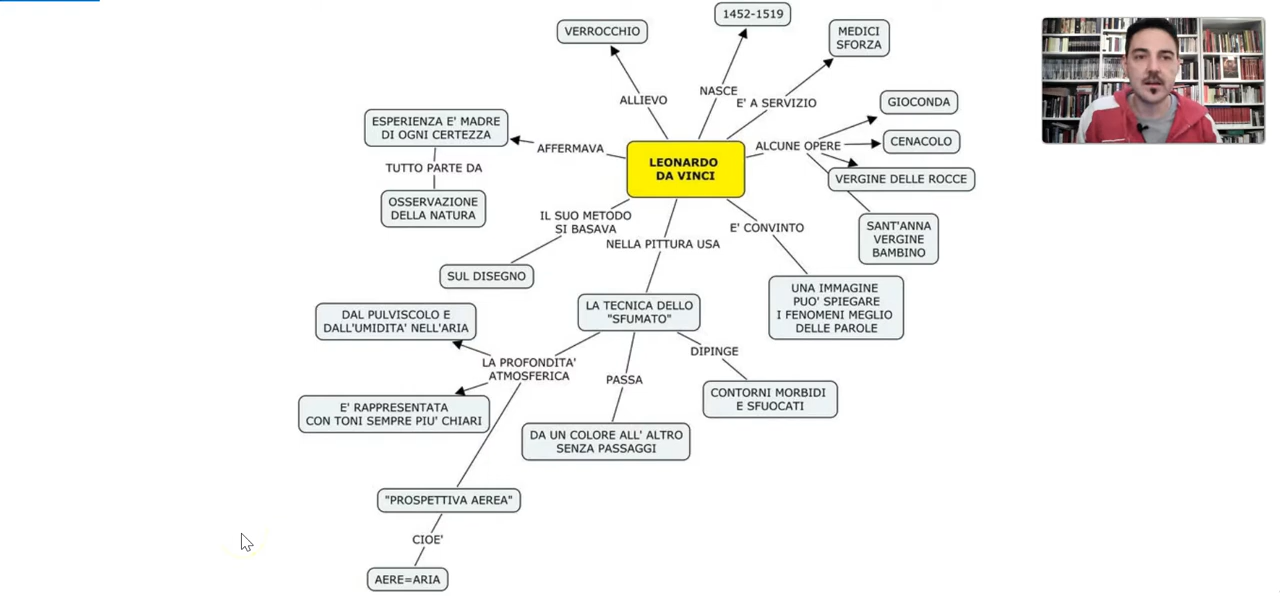 VERROCCHIO
1452-1519
MEDICI
SFORZA
ALLIEVO
NASCE
E' A SERVIZIO
GIOCONDA
ESPERIENZA E' MADRE
DI OGNI CERTEZZA
AFFERMAVA
LEONARDO
DA VINCI
ALCUNE OPERE
CENACOLO
VERGINE DELLE ROCCE
TUTTO PARTE DA
OSSERVAZIONE
DELLA NATURA
IL SUO METODO
SI BASAVA
NELLA PITTURA USA
E' CONVINTO
SANT'ANNA
VERGINE
BAMBINO
SUL DISEGNO
LA TECNICA DELLO
"SFUMATO"
UNA IMMAGINE
PUO' SPIEGARE
I FENOMENI MEGLIO
DELLE PAROLE
DAL PULVISCOLO E
DALL'UMIDITA' NELL'ARIA
LA PROFONDITA'
ATMOSFERICA
PASSA
DIPINGE
E' RAPPRESENTATA
CON TONI SEMPRE PIU' CHIARI
DA UN COLORE ALL' ALTRO
SENZA PASSAGGI
CONTORNI MORBIDI
E SFUOCATI
"PROSPETTIVA AEREA"
CIOE'
AERE=ARIA